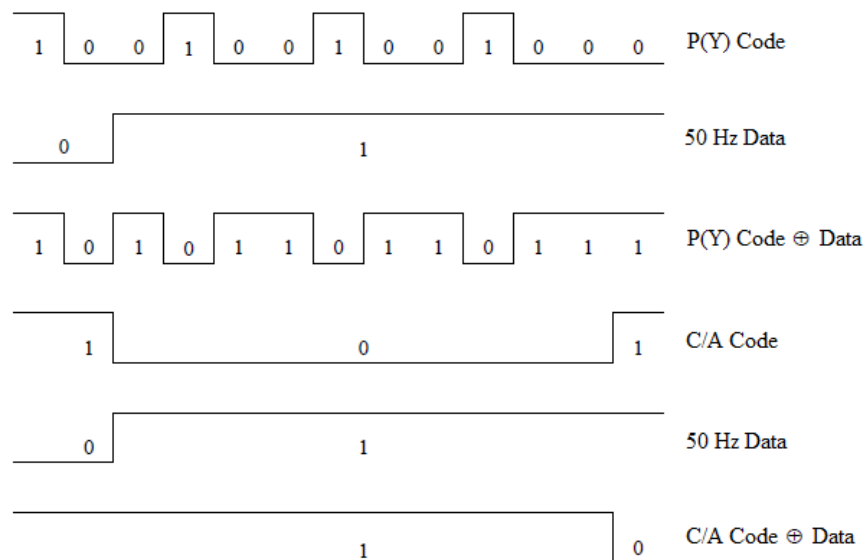 1 0 0 1 0 0 1 0 0 1 0 0 0 P(Y) Code
0 1 50 Hz Data
1 0 1 0 1 1 0 1 1 0 1 1 1 P(Y) Code ⊕ Data
1 0 1 C/A Code
0 1 50 Hz Data
1 0 C/A Code ⊕ Data